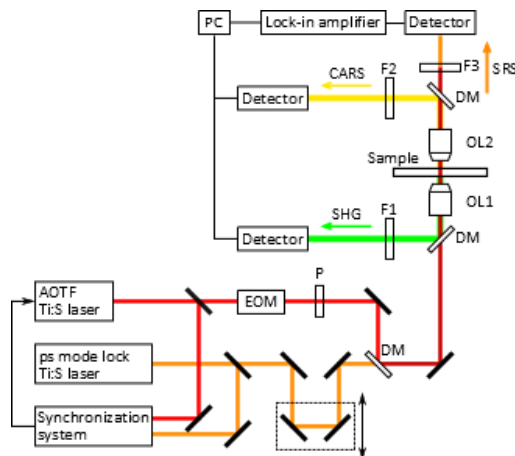 PC
Lock-in amplifier
Detector
F3
SRS
CARS
F2
DM
Detector
OL2
Sample
OL1
SHG
F1
DM
Detector
AOTF
Ti:S laser
EOM
P
ps mode lock
Ti:S laser
DM
Synchronization
system